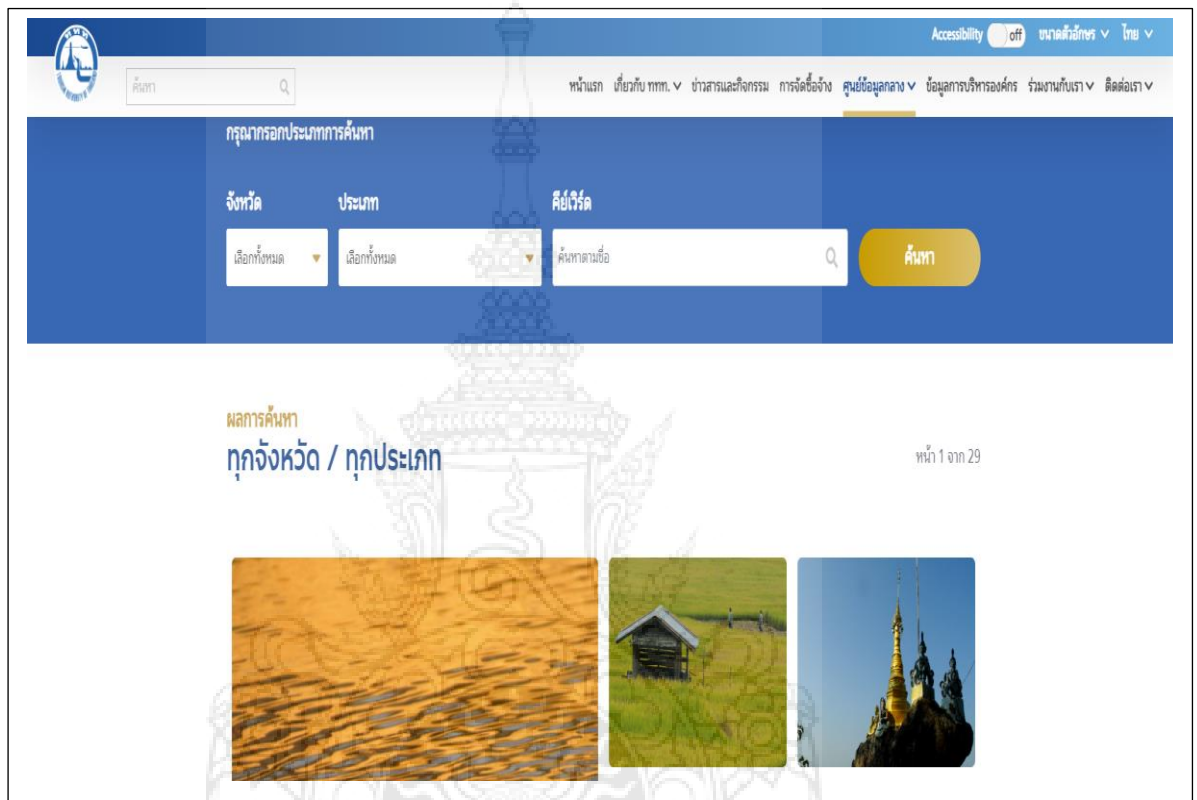 Accessibility off ขนาดตัวอักษร ไทย
ททท
ค้นหา
หน้าแรก เกี่ยวกับ ททท. ข่าวสารและกิจกรรม การจัดซื้อจ้าง ศูนย์ข้อมูลกลาง ข้อมูลการบริหารองค์กร ร่วมงานกับเรา ติดต่อเรา
กรุณากรอกประเภทการค้นหา
จังหวัด ประเภท คีย์เวิร์ด
เลือกทั้งหมด เลือกทั้งหมด ค้นหาตามชื่อ ค้นหา
ผลการค้นหา
ทุกจังหวัด / ทุกประเภท หน้า 1 จาก 29